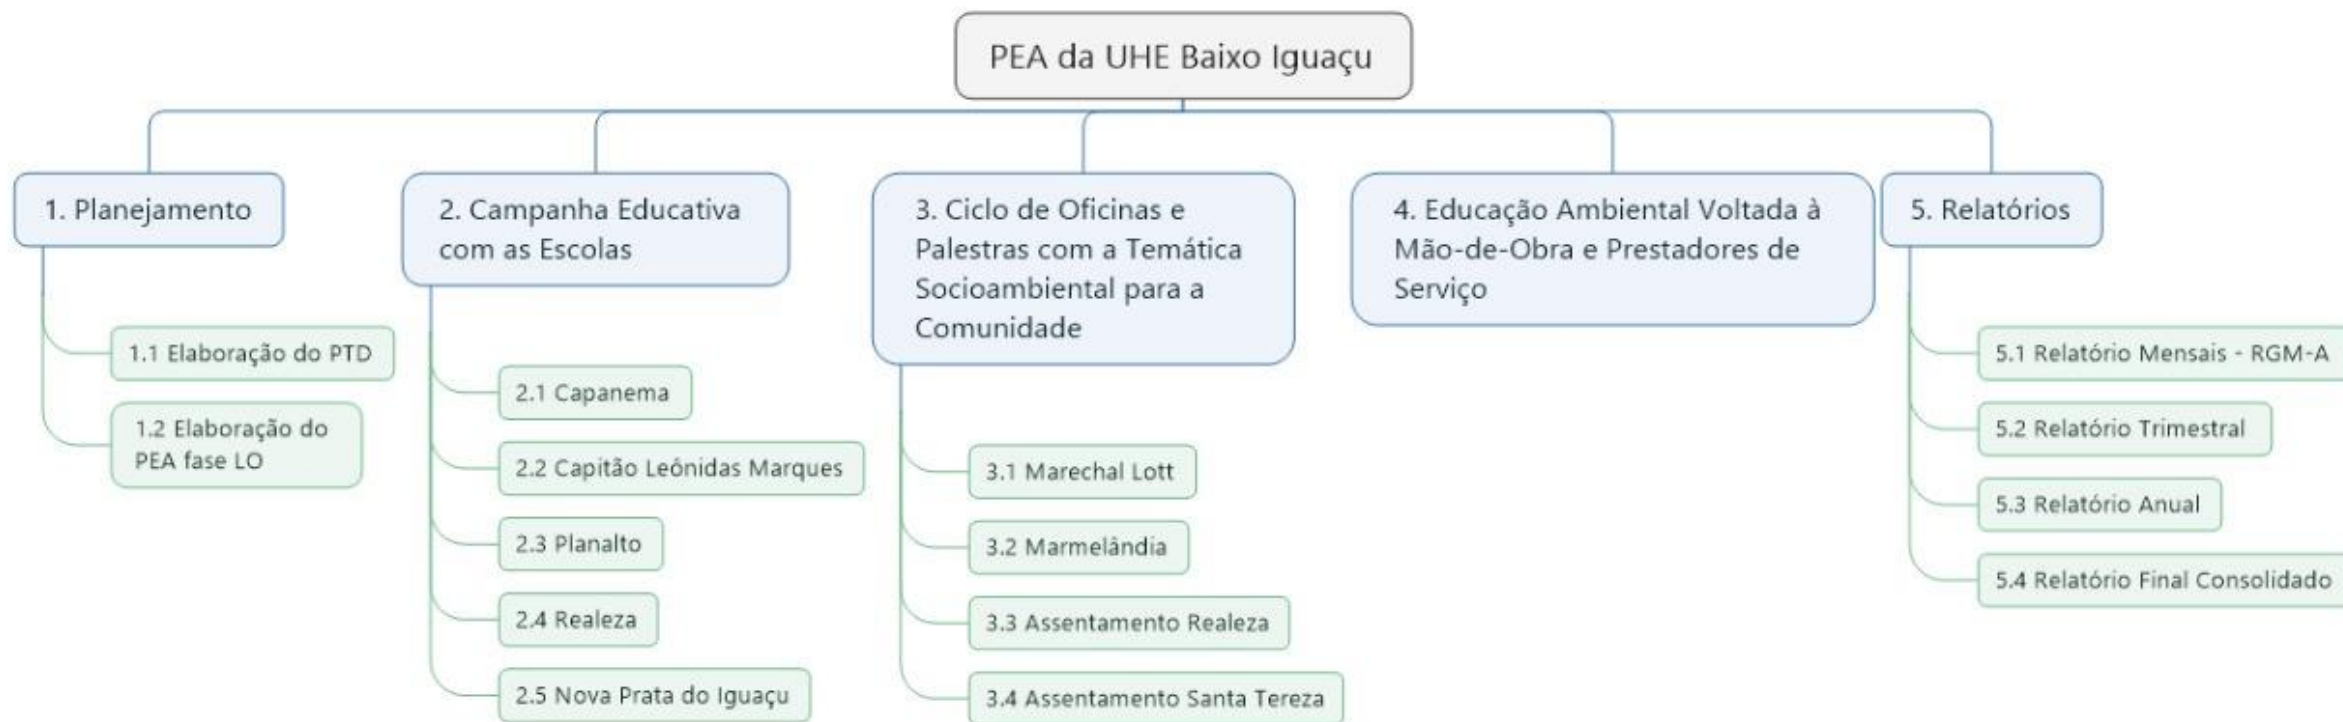 PEA da UHE Baixo Iguaçu
1. Planejamento
1.1 Elaboração do PTD
1.2 Elaboração do
PEA fase LO
2. Campanha Educativa
com as Escolas
2.1 Capanema
2.2 Capitão Leónidas Marques
2.3 Planalto
2.4 Realeza
2.5 Nova Prata do Iguaçu
3. Ciclo de Oficinas e
Palestras com a Temática
Socioambiental para a
Comunidade
3.1 Marechal Lott
3.2 Marmelândia
3.3 Assentamento Realeza
3.4 Assentamento Santa Tereza
4. Educação Ambiental Voltada à
Mão-de-Obra e Prestadores de
Serviço
5. Relatórios
5.1 Relatório Mensais - RGM-A
5.2 Relatório Trimestral
5.3 Relatório Anual
5.4 Relatório Final Consolidado